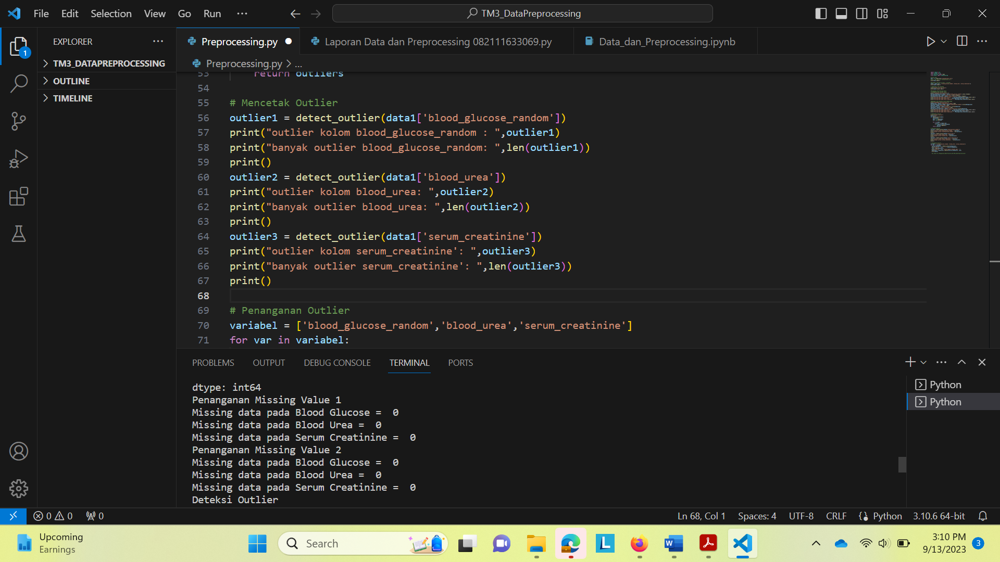 File Edit Selection View Go Run ···
TM3_DataPreprocessing
EXPLORER ···
1
TM3_DATAPREPROCESSING
OUTLINE
TIMELINE
Preprocessing.py
Laporan Data dan Preprocessing 082111633069.py
Data_dan_Preprocessing.ipynb
Preprocessing.py > ...
53 return outliers
54
55 # Mencetak Outlier
56 outlier1 = detect_outlier(data1['blood_glucose_random'])
57 print("outlier kolom blood_glucose_random : ",outlier1)
58 print("banyak outlier blood_glucose_random: ",len(outlier1))
59 print()
60 outlier2 = detect_outlier(data1['blood_urea'])
61 print("outlier kolom blood_urea: ",outlier2)
62 print("banyak outlier blood_urea: ",len(outlier2))
63 print()
64 outlier3 = detect_outlier(data1['serum_creatinine'])
65 print("outlier kolom serum_creatinine': ",outlier3)
66 print("banyak outlier serum_creatinine': ",len(outlier3))
67 print()
68
69 # Penanganan Outlier
70 variabel = ['blood_glucose_random','blood_urea','serum_creatinine']
71 for var in variabel:
PROBLEMS OUTPUT DEBUG CONSOLE TERMINAL PORTS
dtype: int64
Penanganan Missing Value 1
Missing data pada Blood Glucose =  0
Missing data pada Blood Urea =  0
Missing data pada Serum Creatinine =  0
Penanganan Missing Value 2
Missing data pada Blood Glucose =  0
Missing data pada Blood Urea =  0
Missing data pada Serum Creatinine =  0
Deteksi Outlier
Python
Python
0 0 0
Ln 68, Col 1 Spaces: 4 UTF-8 CRLF Python 3.10.6 64-bit
Upcoming
Earnings
Search
L
W
3:10 PM
9/13/2023
3